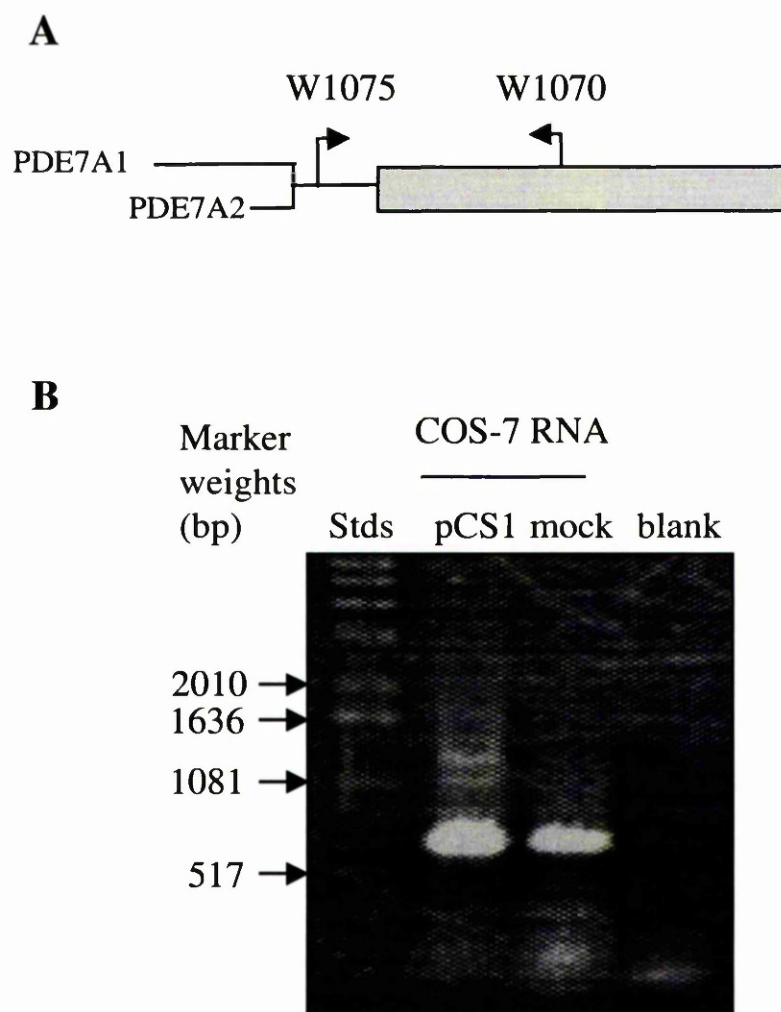 A
W1075 W1070
PDE7A1
PDE7A2
B
Marker
weights
(bp)
COS-7 RNA
Stds pCS1 mock blank
2010
1636
1081
517